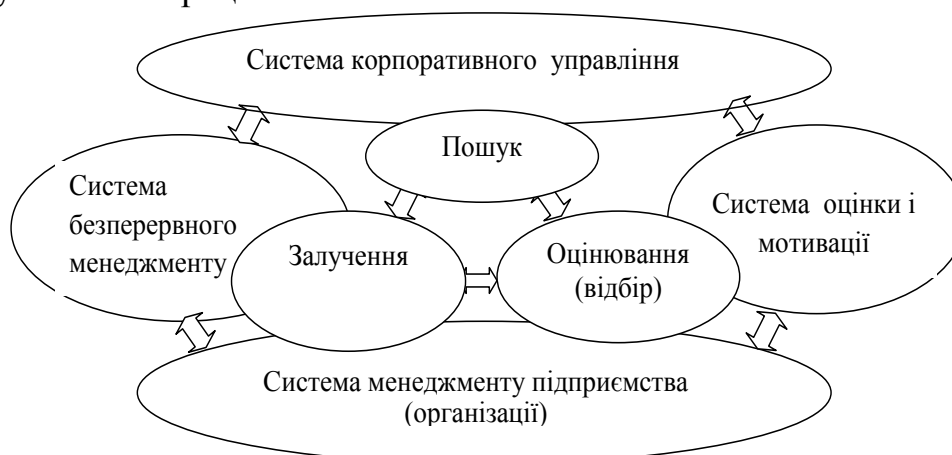 Система корпоративного управління
Пошук
Система
безперервного
менеджменту
Залучення
Оцінювання
(відбір)
Система оцінки і
мотивації
Система менеджменту підприємства
(організації)